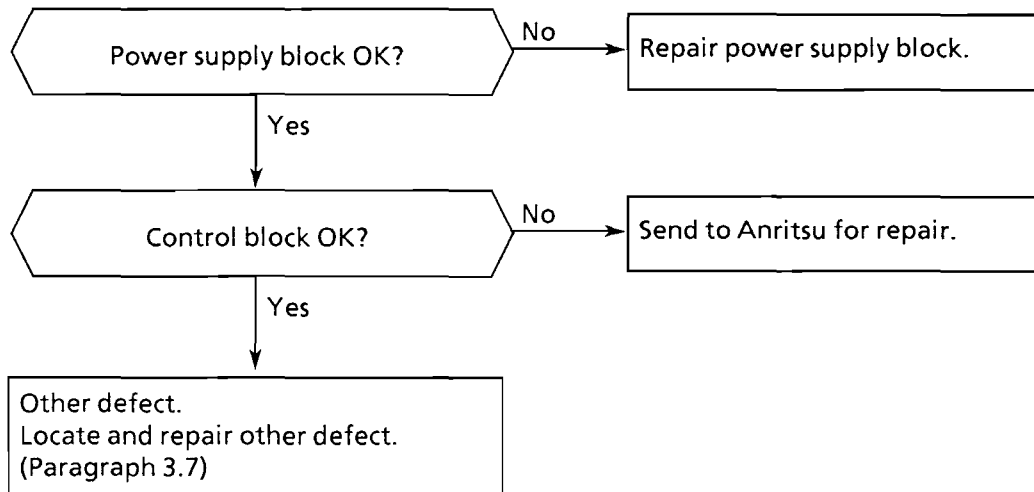 Power supply block OK?
No
Repair power supply block.
Yes
Control block OK?
No
Send to Anritsu for repair.
Yes
Other defect.
Locate and repair other defect.
(Paragraph 3.7)